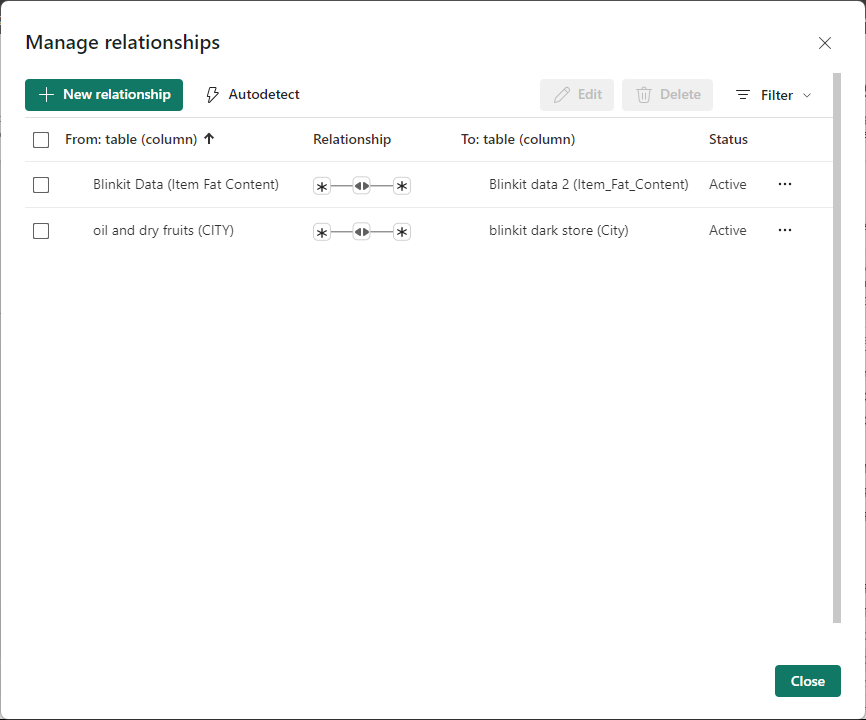 Manage relationships
New relationship Autodetect Edit Delete Filter
From: table (column) Relationship To: table (column) Status
Blinkit Data (Item Fat Content) Blinkit data 2 (Item_Fat_Content) Active
oil and dry fruits (CITY) blinkit dark store (City) Active
Close